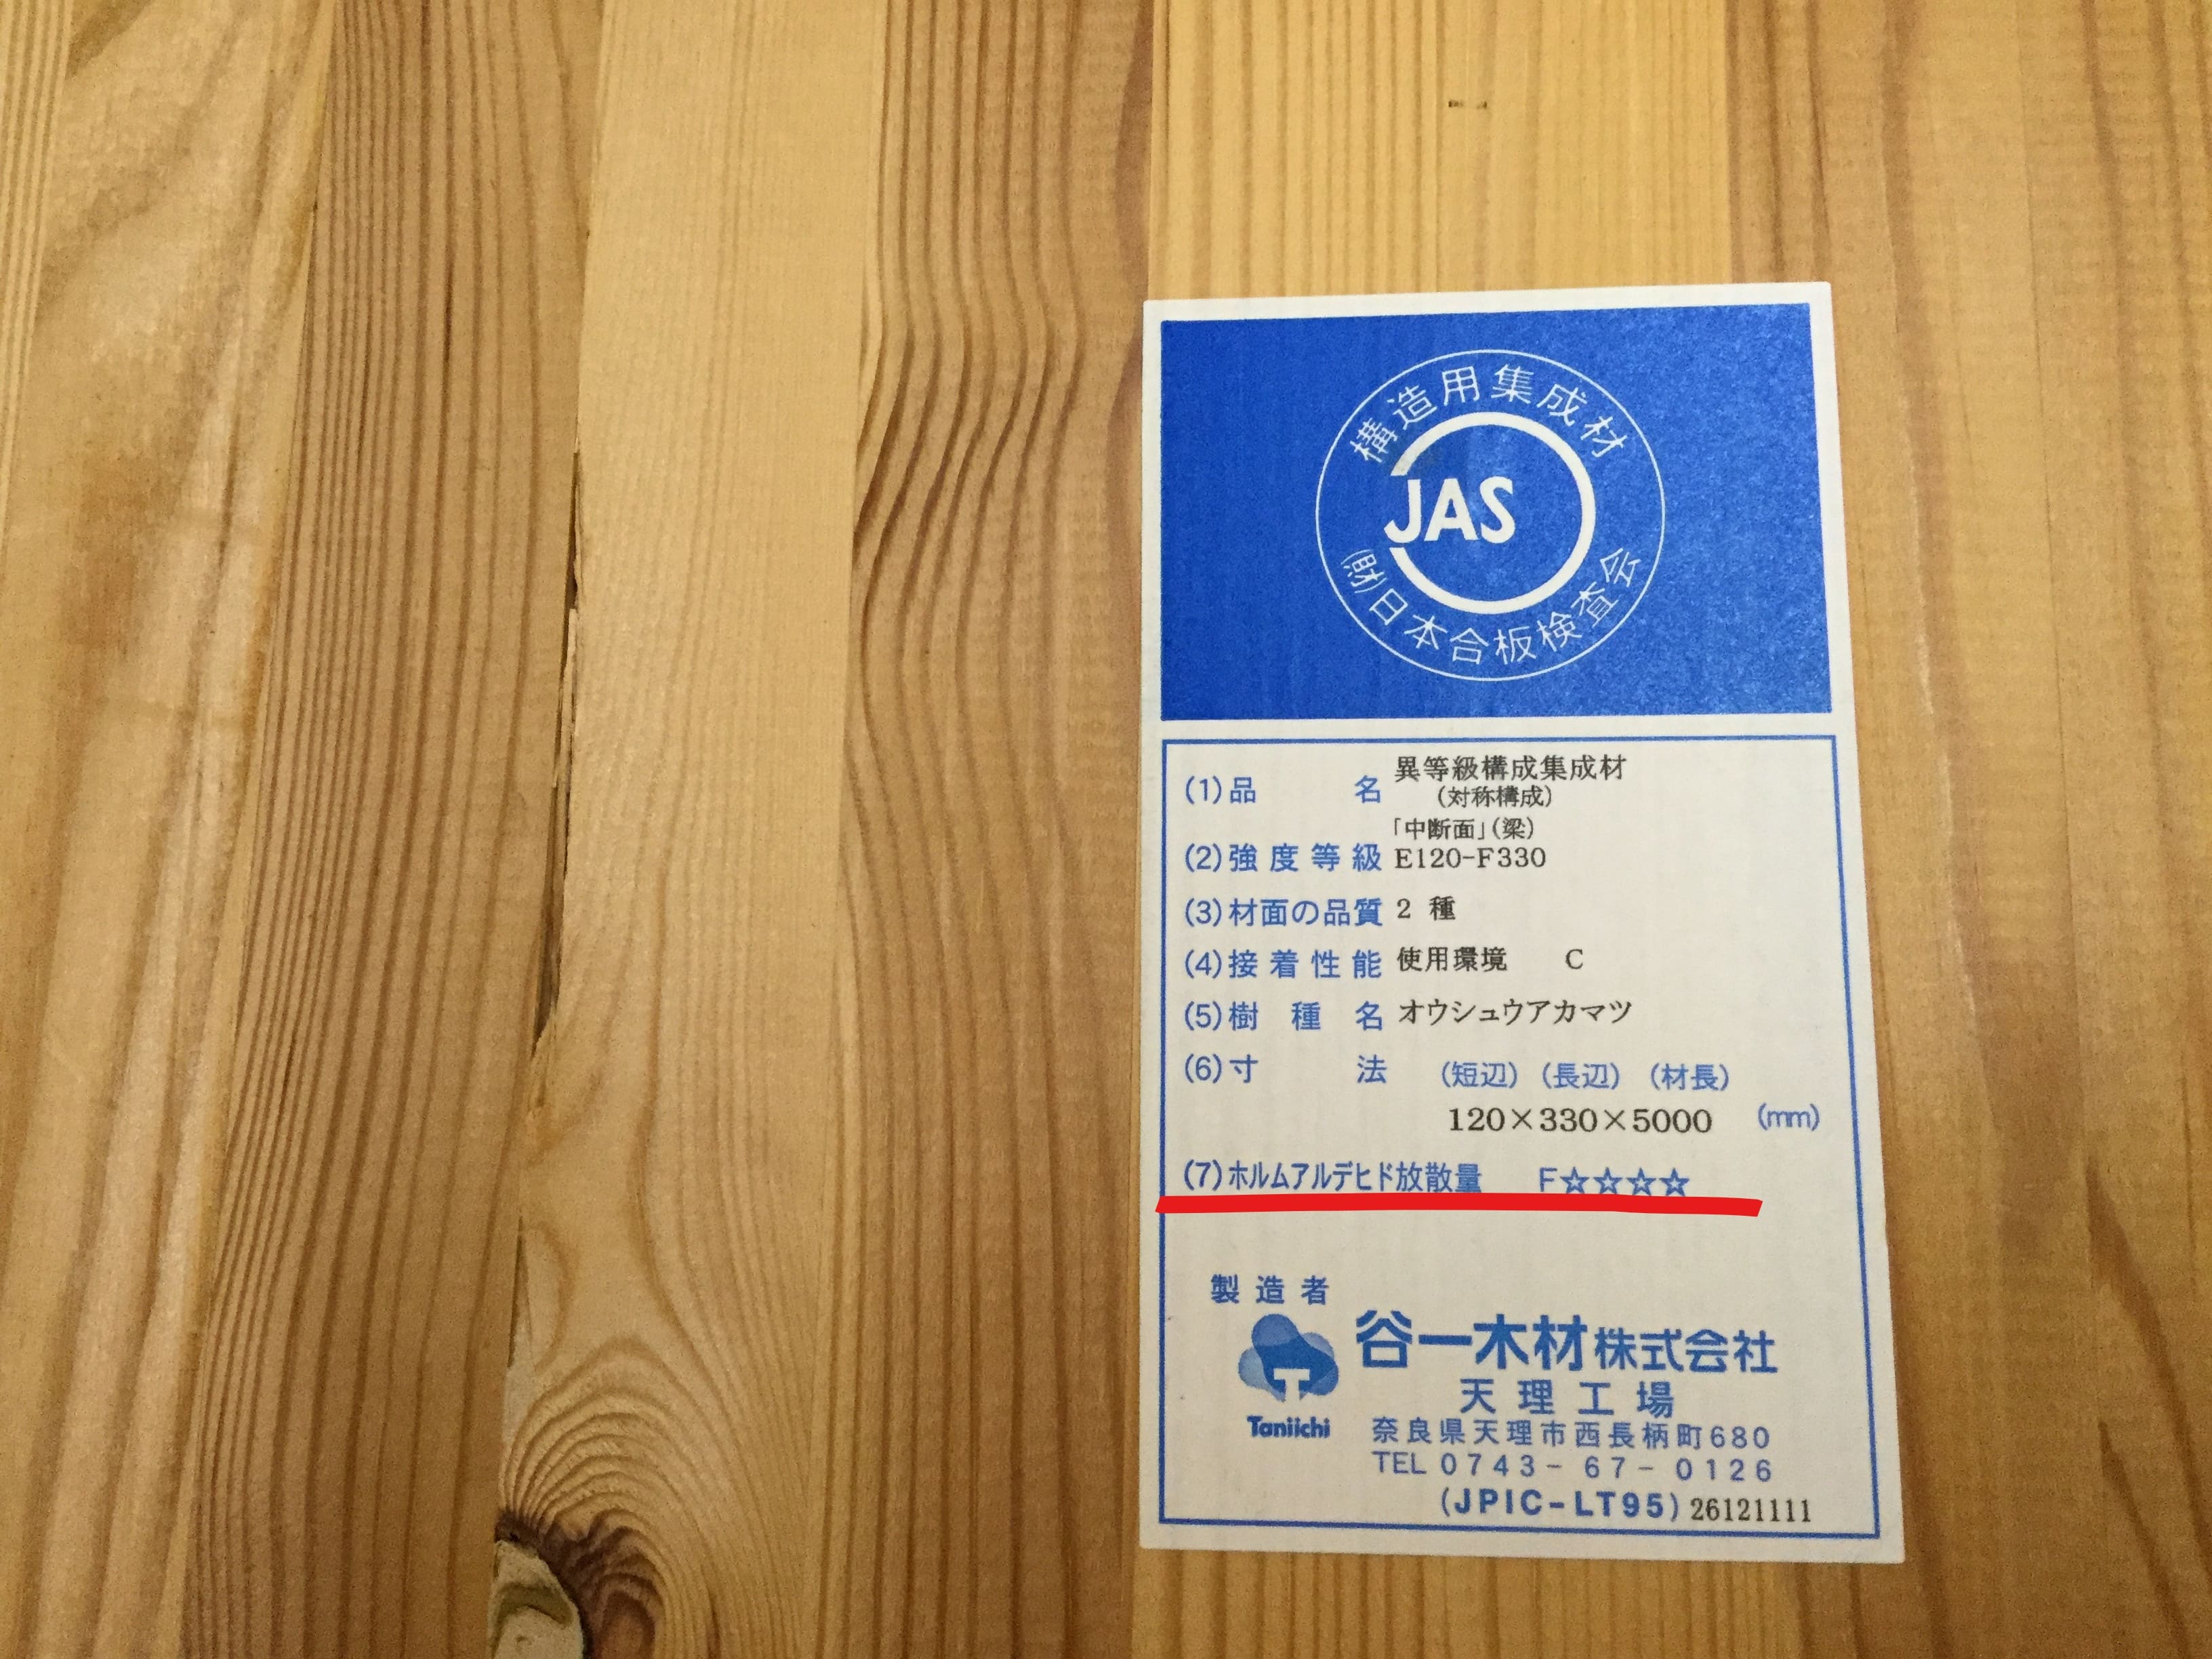 構造用集成材
JAS
(財)日本合板検査会
(1)品名 異等級構成集成材
(対称構成)
「中断面」(梁)
(2)強度等級 E120-F330
(3)材面の品質 2 種
(4)接着性能 使用環境 C
(5)樹種名 オウシュウアカマツ
(6)寸法 (短辺) (長辺) (材長)
120×330×5000 (mm)
(7)ホルムアルデヒド放散量 F☆☆☆☆
製造者
谷一木材株式会社
Taniichi
天理工場
奈良県天理市西長柄町680
TEL 0743-67-0126
(JPIC-LT95) 26121111